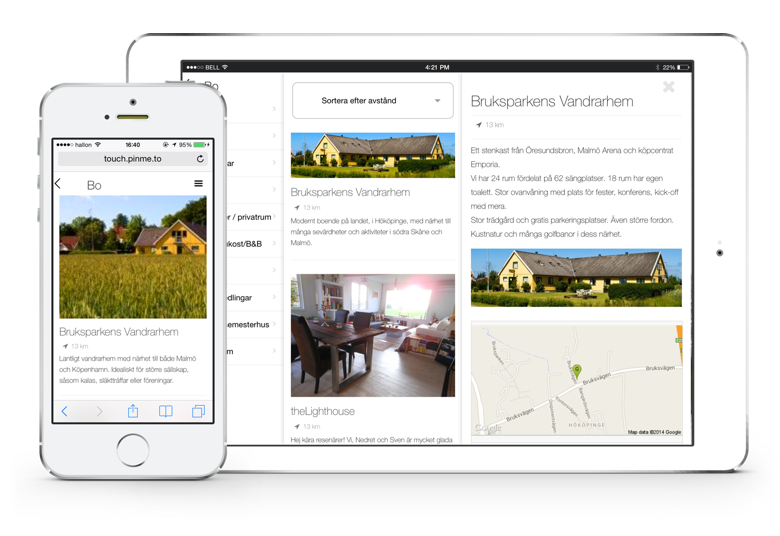 hallon
16:40
95%
touch.pinme.to
Bo
Bruksparkens Vandrarhem
13 km
Lantligt vandrarhem med närhet till både Malmö
och Köpenhamn. Idealiskt för större sällskap,
såsom kalas, släktträffar eller föreningar.
BELL
4:21 PM
22%
Bo
ar
r / privatrum
kost/B&B
dlingar
emesterhus
m
Sortera efter avstånd
Bruksparkens Vandrarhem
13 km
Modernt boende på landet, i Hököpinge, med närhet till
många sevärdheter och aktiviteter i södra Skåne och
Malmö.
theLighthouse
13 km
Hej kära resenärer! Vi, Nedret och Sven är mycket glada
Bruksparkens Vandrarhem
13 km
Ett stenkast från Öresundsbron, Malmö Arena och köpcentrat
Emporia.
Vi har 24 rum fördelat på 62 sängplatser. 18 rum har egen
toalett. Stor ovanvåning med plats för fester, konferens, kick-off
med mera.
Stor trädgård och gratis parkeringsplatser. Även större fordon.
Kustnatur och många golfbanor i dess närhet.
G
Bruksvägen
Bruksvägen
Bruksvägen
HÖKÖPINGE
Google
Map data ©2014 Google